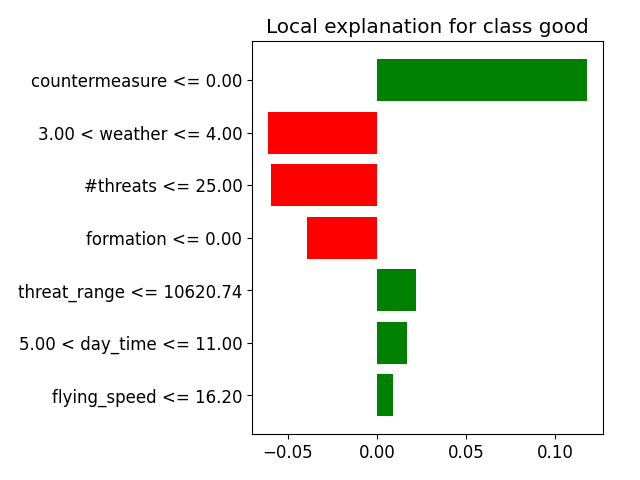 Local explanation for class good
countermeasure <= 0.00
3.00 < weather <= 4.00
#threats <= 25.00
formation <= 0.00
threat_range <= 10620.74
5.00 < day_time <= 11.00
flying_speed <= 16.20
−0.05 0.00 0.05 0.10